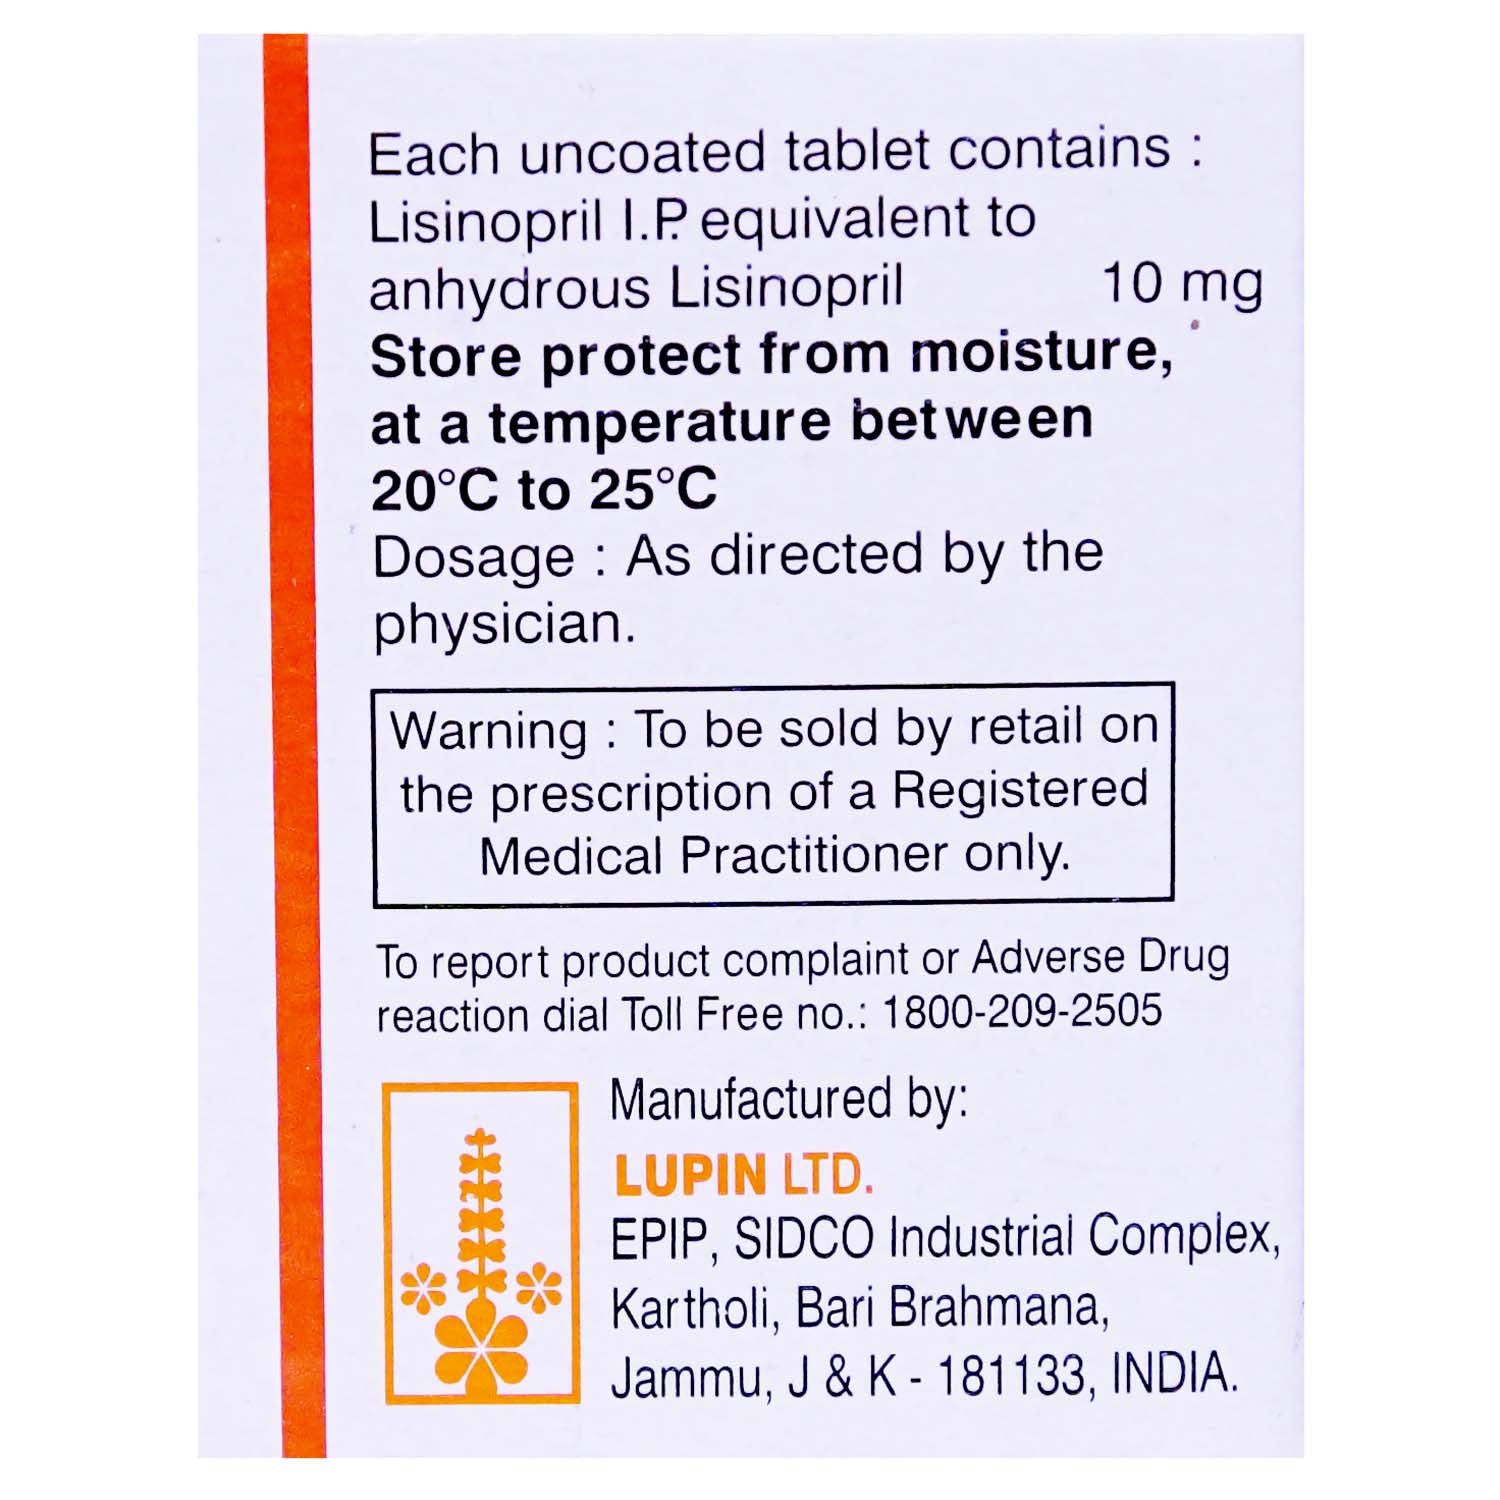 Each uncoated tablet contains :
Lisinopril I.P. equivalent to
anhydrous Lisinopril 10 mg
Store protect from moisture,
at a temperature between
20°C to 25°C
Dosage : As directed by the
physician.
Warning : To be sold by retail on
the prescription of a Registered
Medical Practitioner only.
To report product complaint or Adverse Drug
reaction dial Toll Free no.: 1800-209-2505
Manufactured by:
LUPIN LTD.
EPIP, SIDCO Industrial Complex,
Kartholi, Bari Brahmana,
Jammu, J & K - 181133, INDIA.